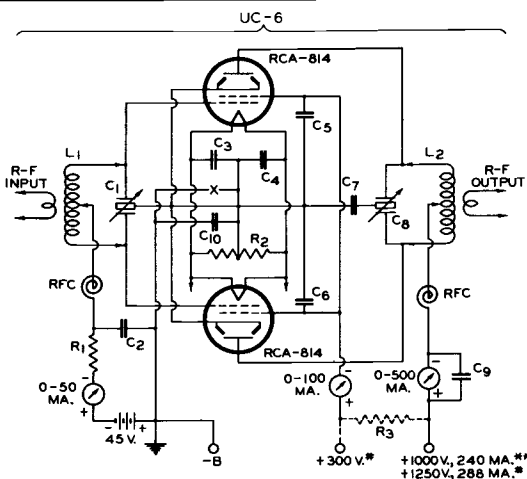 UC-6
RCA-814
C5
C3
C4
L1
R-F
INPUT
C1
X
C7
L2
R-F
OUTPUT
C8
C10
R2
C6
RFC
RFC
R1
C2
RCA-814
0-50
MA.
0-100
MA.
0-500
MA.
C9
- 45 V. +
R3
-B
+300 V.#
+1000 V., 240 MA.**
+1250 V., 288 MA.#
-
+
-
+
-
+